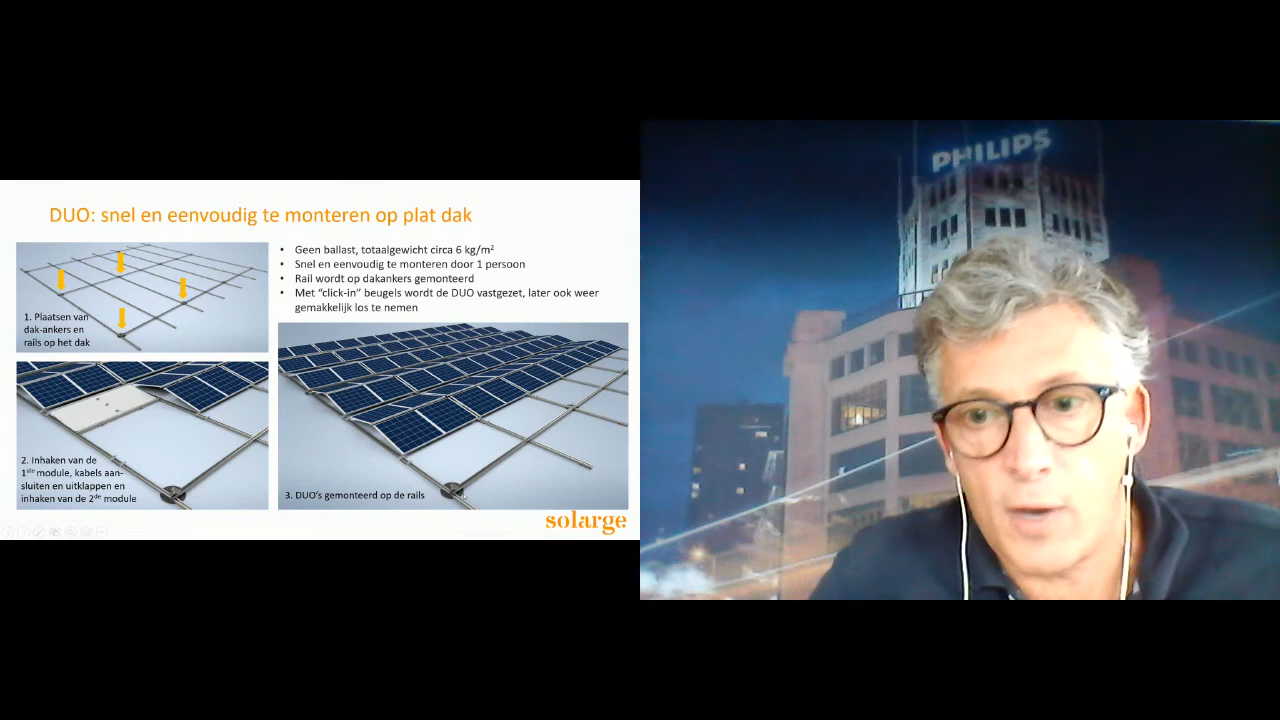 DUO: snel en eenvoudig te monteren op plat dak
• Geen ballast, totaalgewicht circa 6 kg/m²
• Snel en eenvoudig te monteren door 1 persoon
• Rail wordt op dakankers gemonteerd
• Met “click-in” beugels wordt de DUO vastgezet, later ook weer
gemakkelijk los te nemen
1. Plaatsen van
dak-ankers en
rails op het dak
2. Inhaken van de
1ste module, kabels aan-
sluiten en uitklappen en
inhaken van de 2de module
3. DUO’s gemonteerd op de rails
solarge
PHILIPS